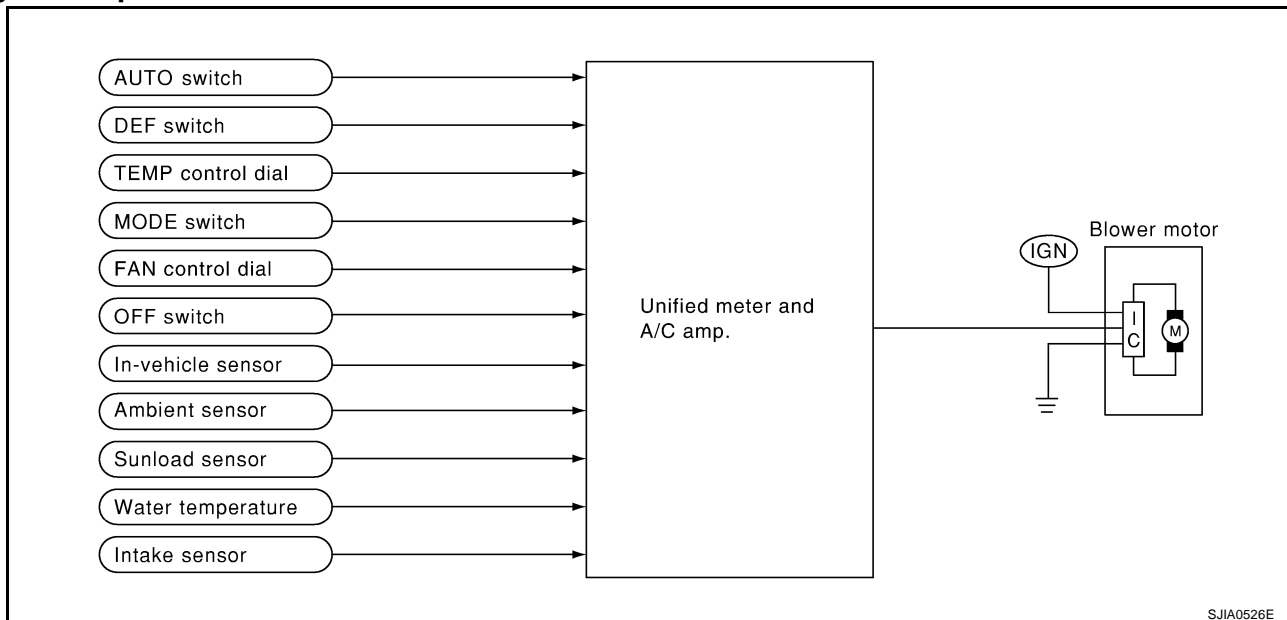 AUTO switch
DEF switch
TEMP control dial
MODE switch
FAN control dial
OFF switch
In-vehicle sensor
Ambient sensor
Sunload sensor
Water temperature
Intake sensor
Unified meter and
A/C amp.
Blower motor
IGN
I
C
M
SJIA0526E